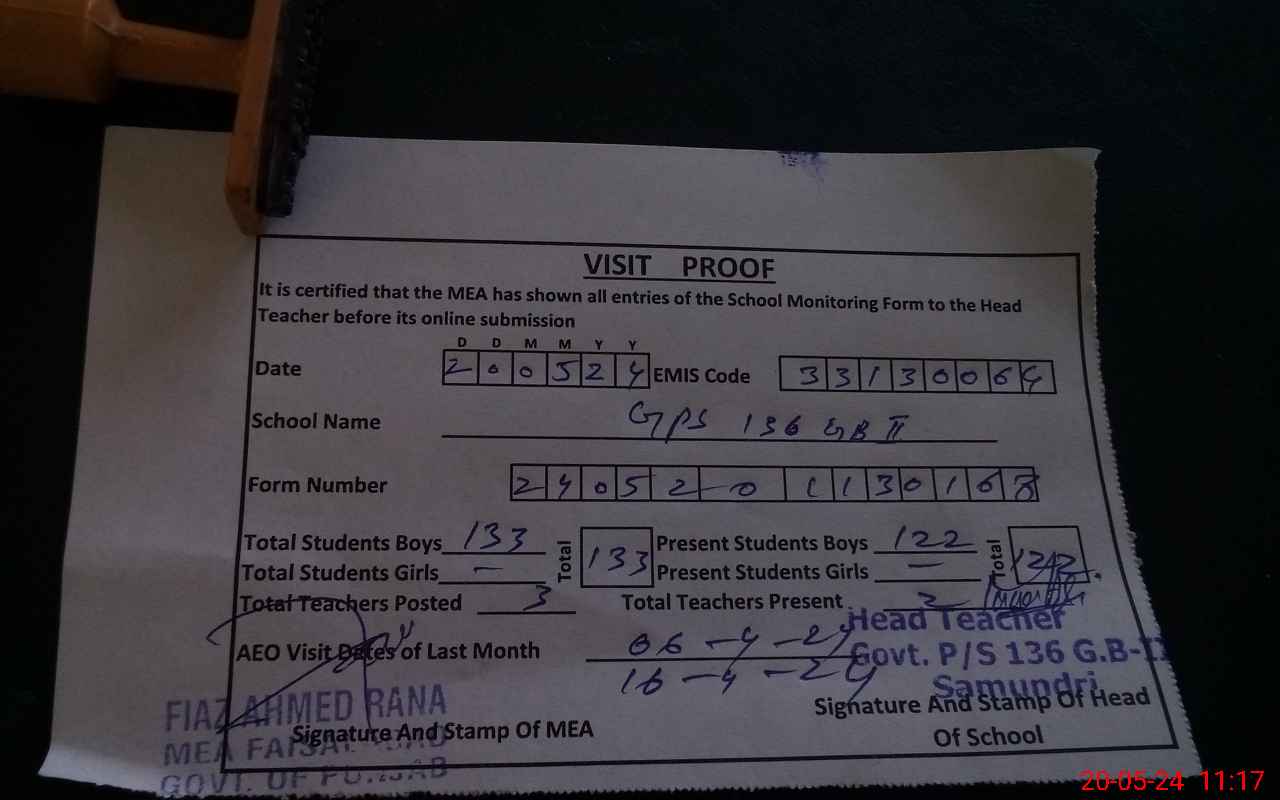 VISIT PROOF
It is certified that the MEA has shown all entries of the School Monitoring Form to the Head
Teacher before its online submission
D D M M Y Y
Date 2 0 0 5 2 4 EMIS Code 3 3 1 3 0 0 6 4
School Name GPS 136 GB II
Form Number 2 4 0 5 2 0 1 1 3 0 1 6 8
Total Students Boys 133 Total 133 Present Students Boys 122 Total
Total Students Girls — Present Students Girls —
Total Teachers Posted 3 Total Teachers Present
Head Teacher
AEO Visit Dates of Last Month 06-4-24
Govt. P/S 136 G.B-II
16-4-24
Samundri
FIAZ AHMED RANA
Signature And Stamp Of MEA
Signature And Stamp Of Head
Of School
MEA FAISALABAD
GOVT. OF PUNJAB
20-05-24 11:17